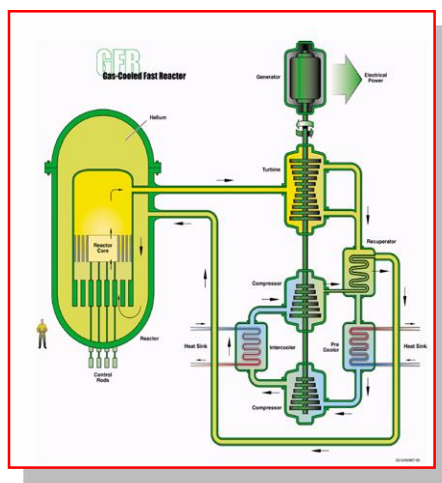 GFR
Gas-Cooled Fast Reactor
Helium
Generator
Electrical
Power
Turbine
Recuperator
Reactor
Core
Compressor
Heat Sink
Intercooler
Pre
Cooler
Heat Sink
Reactor
Control
Rods
Compressor